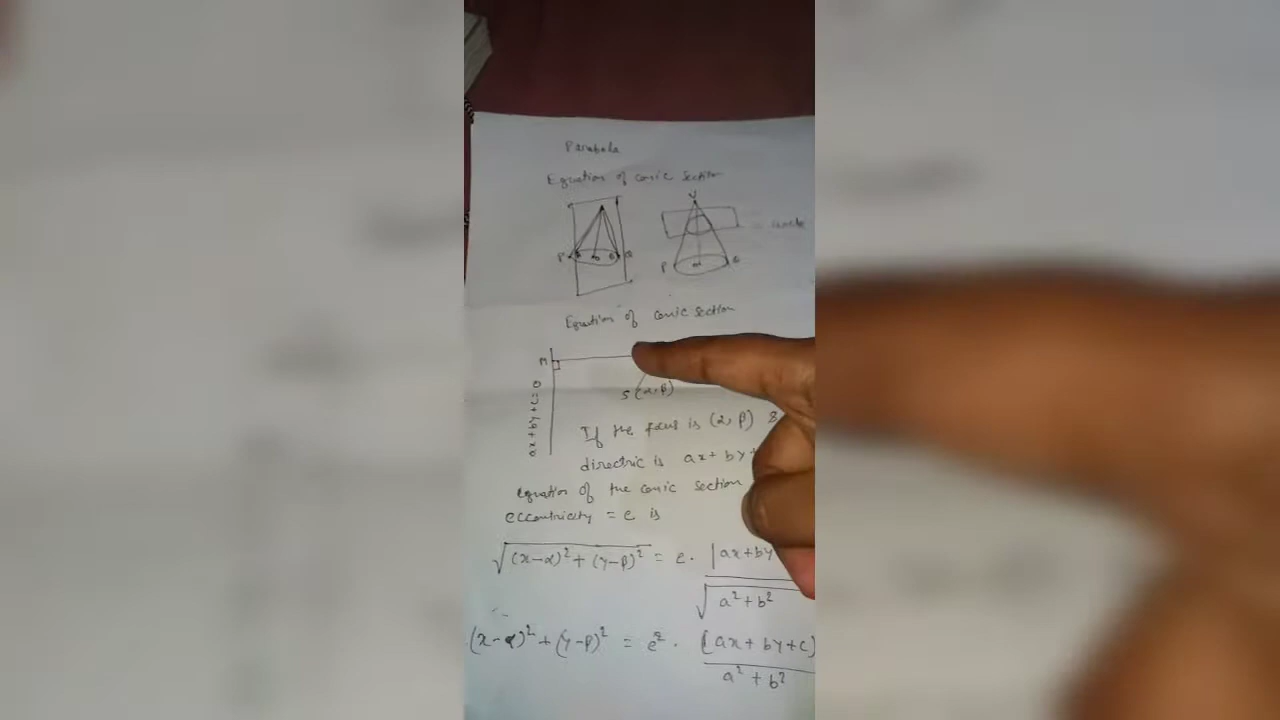 Parabola
Equation of conic section
V
P Q
P Q
Equation of conic section
M
ax+by+c=0
S(α,β)
If the focus is (α, β) &
directric is ax+by+
equation of the conic section
eccentricity = e is
√(x-α)²+(y-β)² = e. |ax+by
√a²+b²
(x-α)²+(y-β)² = e². (ax+by+c)
a²+b²